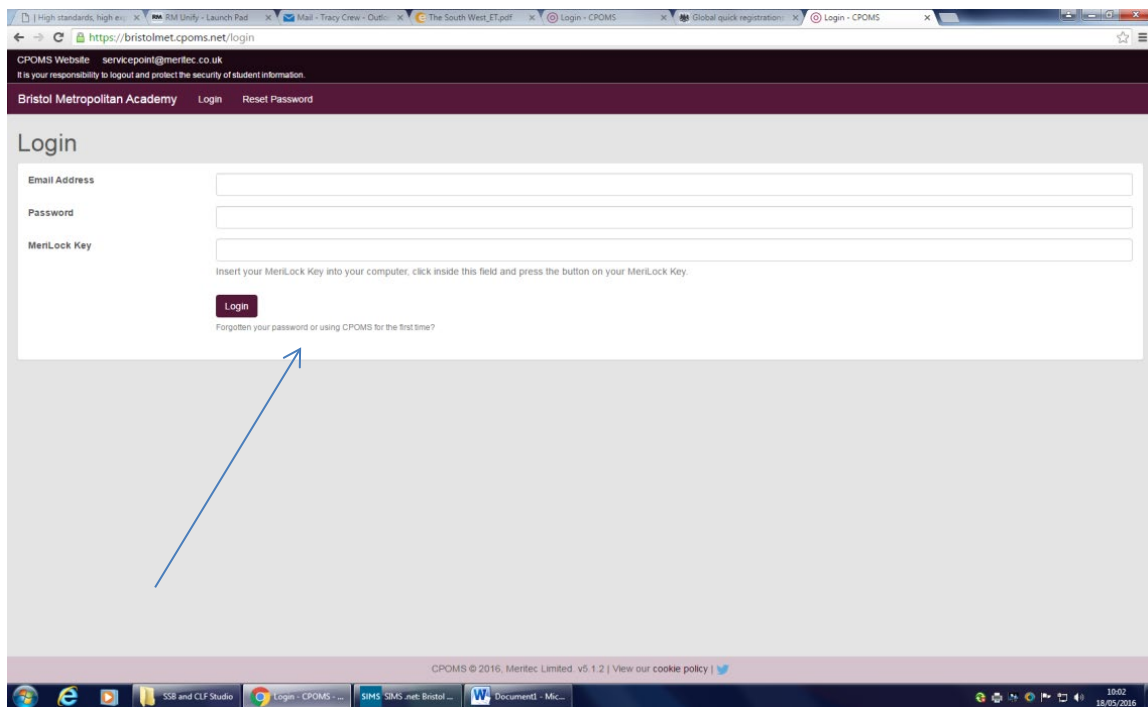 | High standards, high exp
RM RM Unify - Launch Pad
Mail - Tracy Crew - Outlo
The South West_ET.pdf
Login - CPOMS
Global quick registration
Login - CPOMS
https://bristolmet.cpoms.net/login
CPOMS Website servicepoint@meritec.co.uk
It is your responsibility to logout and protect the security of student information.
Bristol Metropolitan Academy Login Reset Password
Login
Email Address
Password
MeriLock Key
Insert your MeriLock Key into your computer, click inside this field and press the button on your MeriLock Key.
Login
Forgotten your password or using CPOMS for the first time?
CPOMS © 2016, Meritec Limited. v5.1.2 | View our cookie policy |
SSB and CLF Studio
Login - CPOMS - ...
SIMS SIMS .net: Bristol ...
W Document1 - Mic...
10:02
18/05/2016